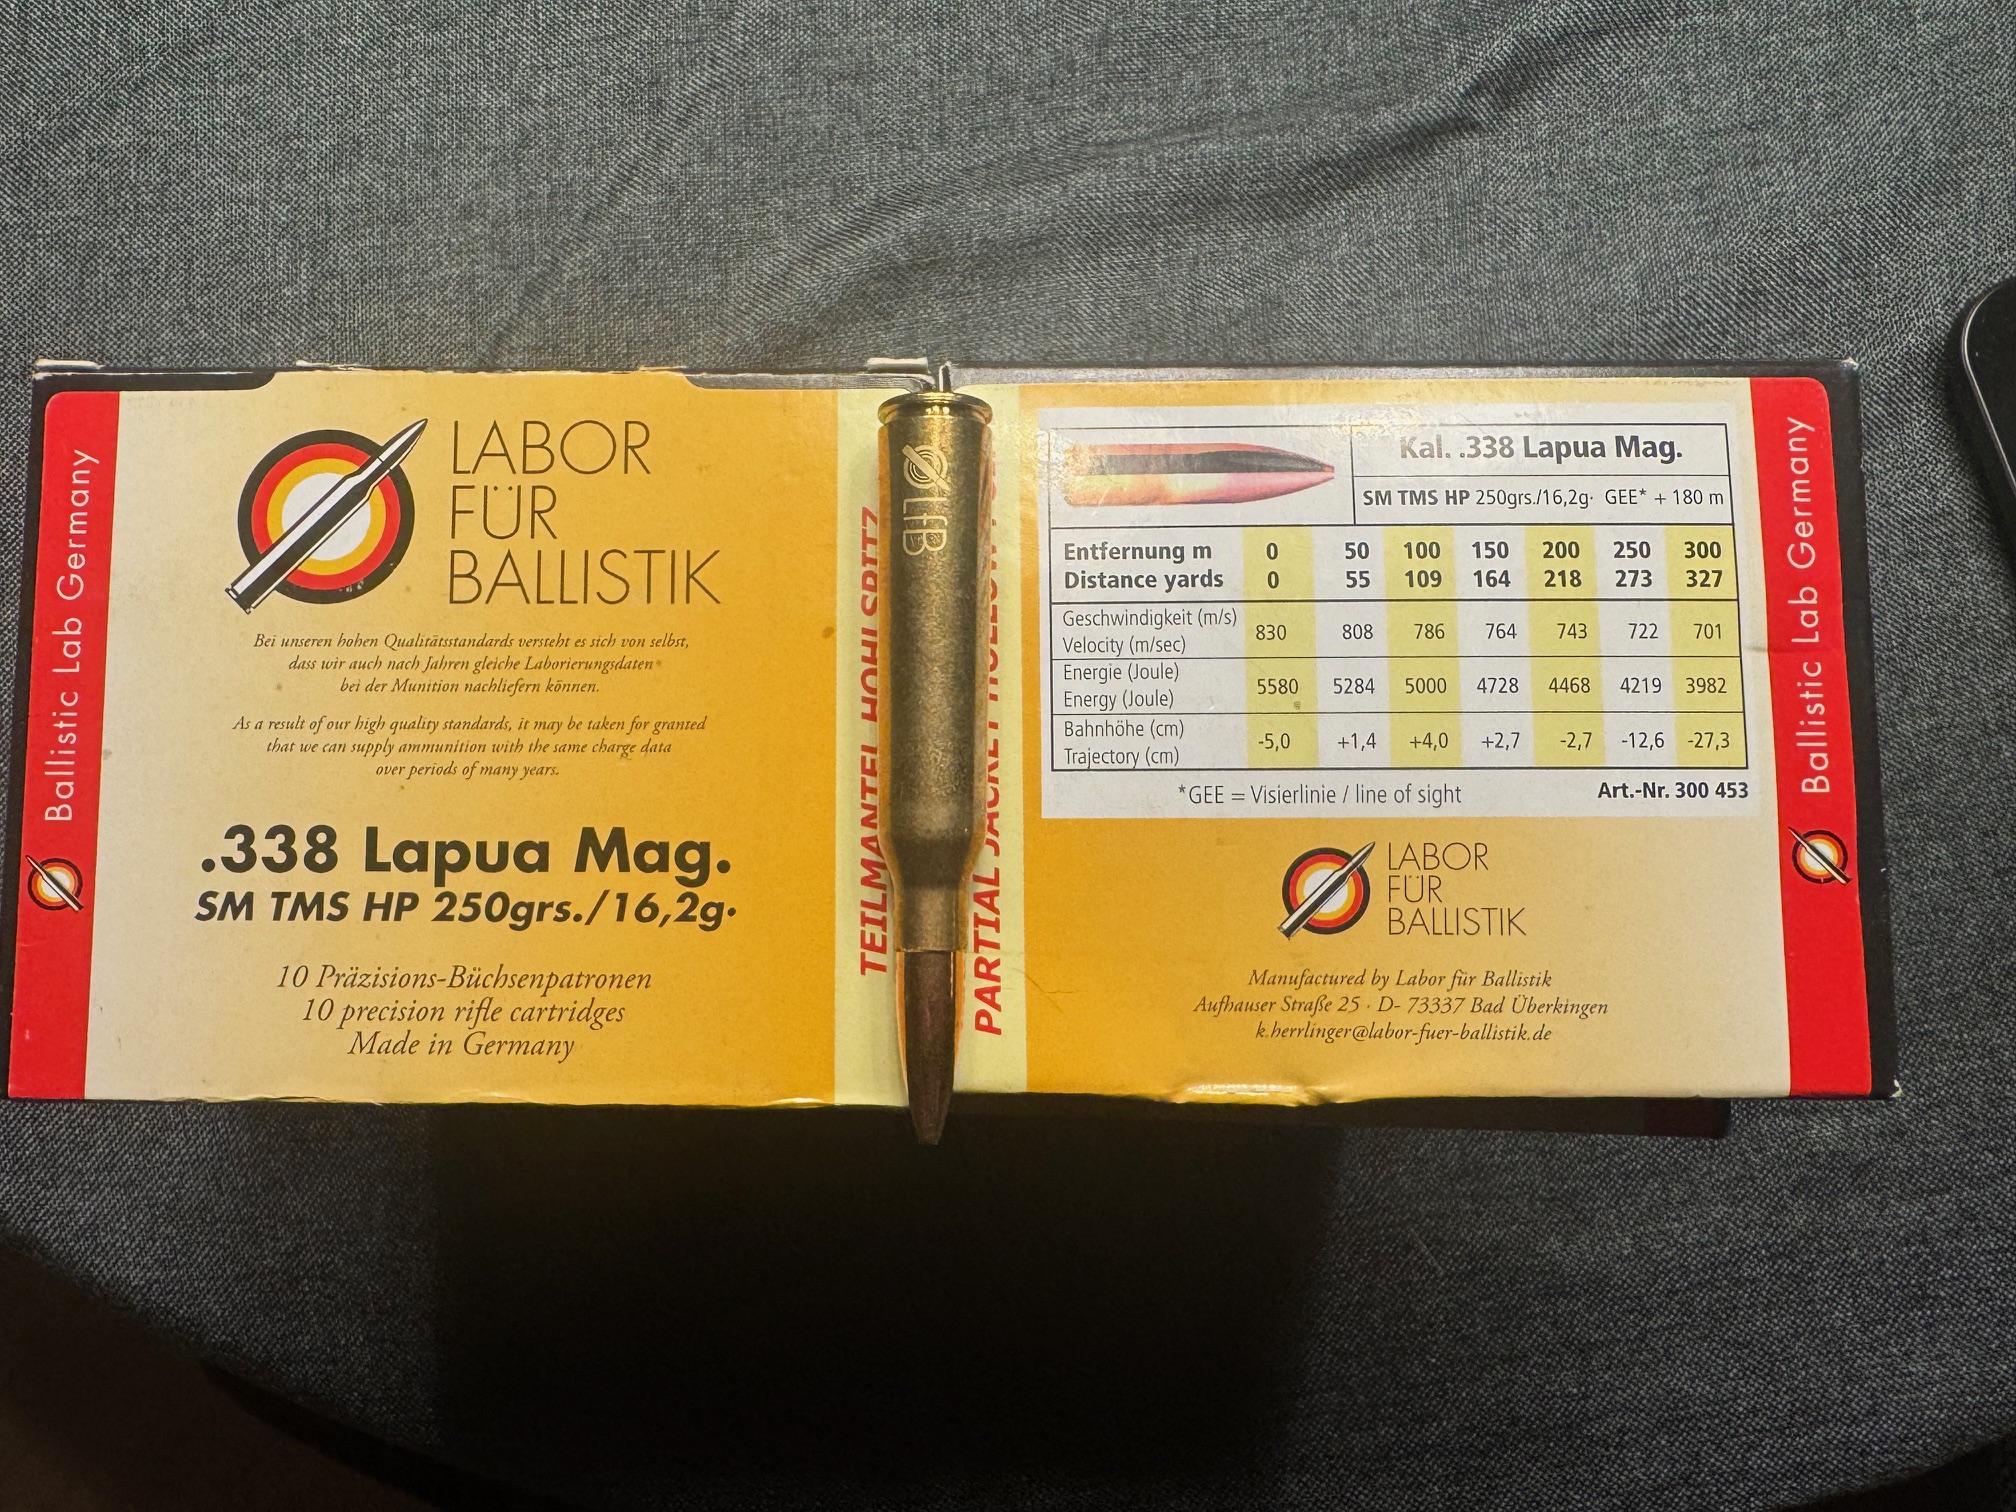 Ballistic Lab Germany
LABOR
FÜR
BALLISTIK
Bei unseren hohen Qualitätsstandards versteht es sich von selbst,
dass wir auch nach Jahren gleiche Laborierungsdaten
bei der Munition nachliefern können.
As a result of our high quality standards, it may be taken for granted
that we can supply ammunition with the same charge data
over periods of many years.
.338 Lapua Mag.
SM TMS HP 250grs./16,2g·
10 Präzisions-Büchsenpatronen
10 precision rifle cartridges
Made in Germany
TEILMANTEL HOHLSPITZ
PARTIAL JACKET HOLLOW
LFB
Kal. .338 Lapua Mag.
SM TMS HP 250grs./16,2g· GEE* + 180 m
Entfernung m 0 50 100 150 200 250 300
Distance yards 0 55 109 164 218 273 327
Geschwindigkeit (m/s)
Velocity (m/sec) 830 808 786 764 743 722 701
Energie (Joule)
Energy (Joule) 5580 5284 5000 4728 4468 4219 3982
Bahnhöhe (cm)
Trajectory (cm) -5,0 +1,4 +4,0 +2,7 -2,7 -12,6 -27,3
*GEE = Visierlinie / line of sight Art.-Nr. 300 453
LABOR
FÜR
BALLISTIK
Manufactured by Labor für Ballistik
Aufhauser Straße 25 · D- 73337 Bad Überkingen
k.herrlinger@labor-fuer-ballistik.de
Ballistic Lab Germany